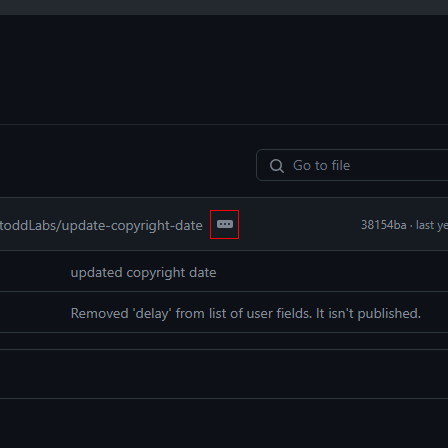 Go to file
toddLabs/update-copyright-date
38154ba · last ye
updated copyright date
Removed 'delay' from list of user fields. It isn't published.